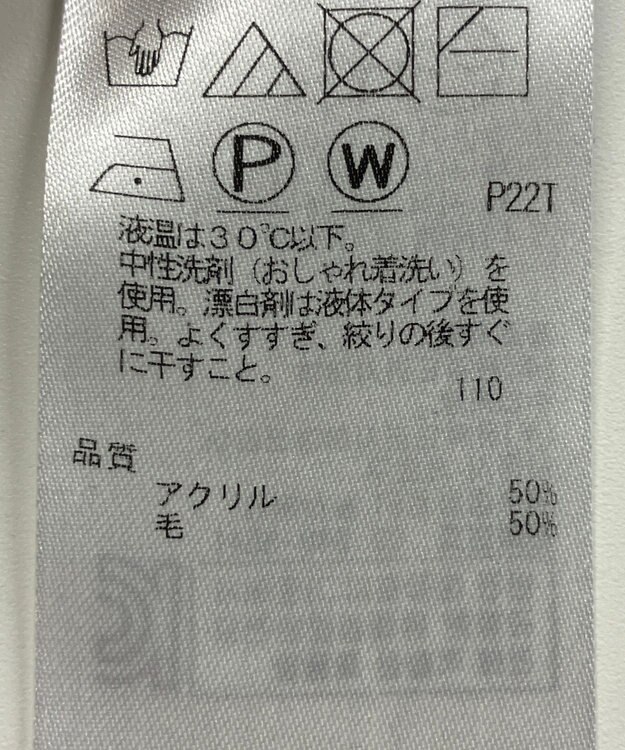 P W
P22T
液温は30℃以下。
中性洗剤（おしゃれ着洗い）を
使用。漂白剤は液体タイプを使
用。よくすすぎ、絞りの後すぐ
に干すこと。
110
品質
アクリル 50%
毛 50%